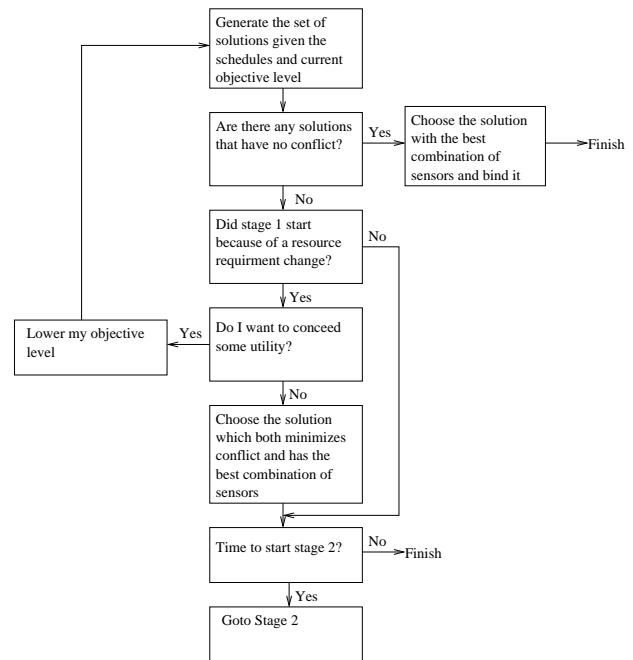 Generate the set of
solutions given the
schedules and current
objective level
Are there any solutions
that have no conflict?
Yes
Choose the solution
with the best
combination of
sensors and bind it
Finish
No
Did stage 1 start
because of a resource
requirment change?
No
Yes
Do I want to conceed
some utility?
Yes
Lower my objective
level
No
Choose the solution
which both minimizes
conflict and has the
best combination of
sensors
Time to start stage 2?
No
Finish
Yes
Goto Stage 2